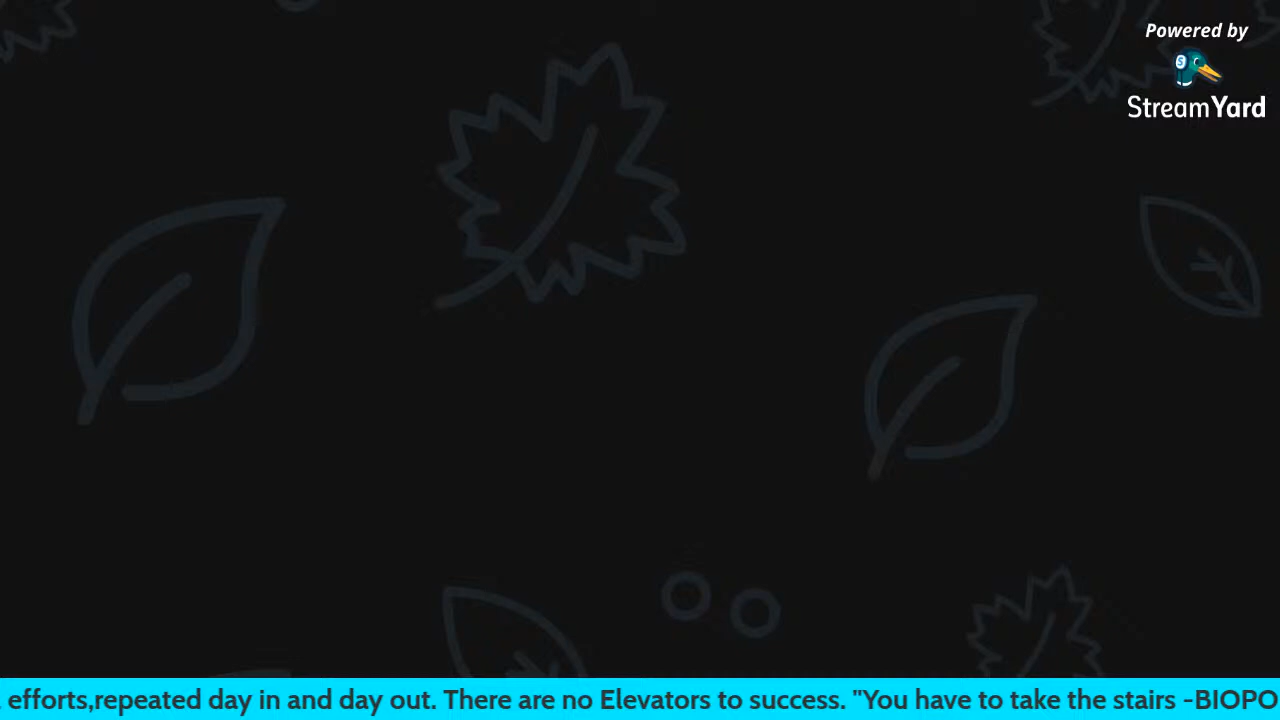 Powered by
StreamYard
efforts,repeated day in and day out. There are no Elevators to success. "You have to take the stairs -BIOPO